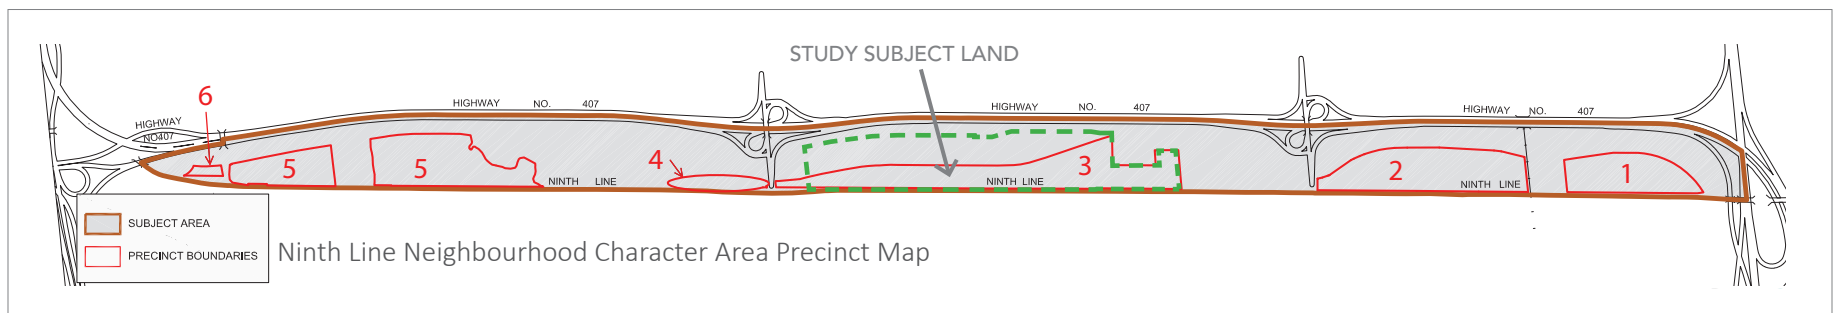 STUDY SUBJECT LAND
6
HIGHWAY NO. 407
HIGHWAY NO. 407
HIGHWAY NO. 407
HIGHWAY
NO407
5
5
4
3
2
1
NINTH LINE
NINTH LINE
NINTH LINE
SUBJECT AREA
PRECINCT BOUNDARIES
Ninth Line Neighbourhood Character Area Precinct Map